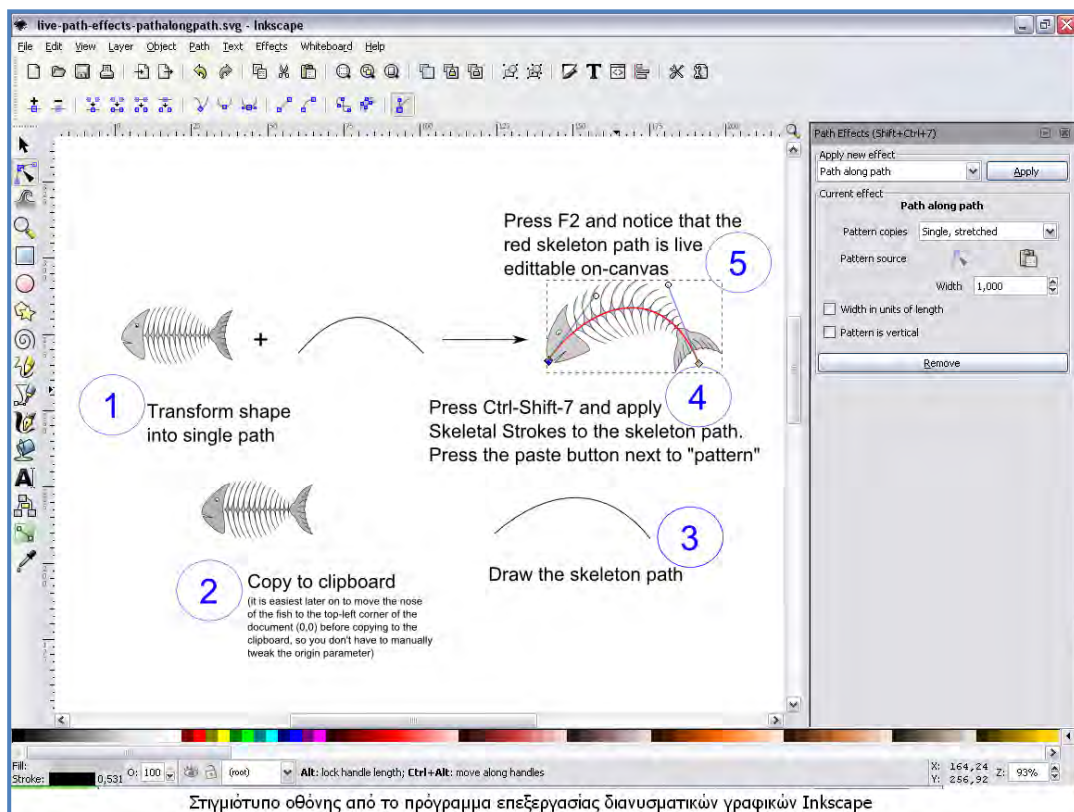 live-path-effects-pathalongpath.svg - Inkscape
File Edit View Layer Object Path Text Effects Whiteboard Help
Path Effects (Shift+Ctrl+7)
Apply new effect
Path along path
Apply
Current effect
Path along path
Pattern copies Single, stretched
Pattern source
Width 1,000
Width in units of length
Pattern is vertical
Remove
Press F2 and notice that the
red skeleton path is live
edittable on-canvas
5
+
1
Transform shape
into single path
4
Press Ctrl-Shift-7 and apply
Skeletal Strokes to the skeleton path.
Press the paste button next to "pattern"
2
Copy to clipboard
(it is easiest later on to move the nose
of the fish to the top-left corner of the
document (0,0) before copying to the
clipboard, so you don't have to manually
tweak the origin parameter)
3
Draw the skeleton path
Fill:
Stroke: 0,531 O: 100 (root) Alt: lock handle length; Ctrl+Alt: move along handles
X: 164,24
Y: 256,92
Z: 93%
Στιγμιότυπο οθόνης από το πρόγραμμα επεξεργασίας διανυσματικών γραφικών Inkscape